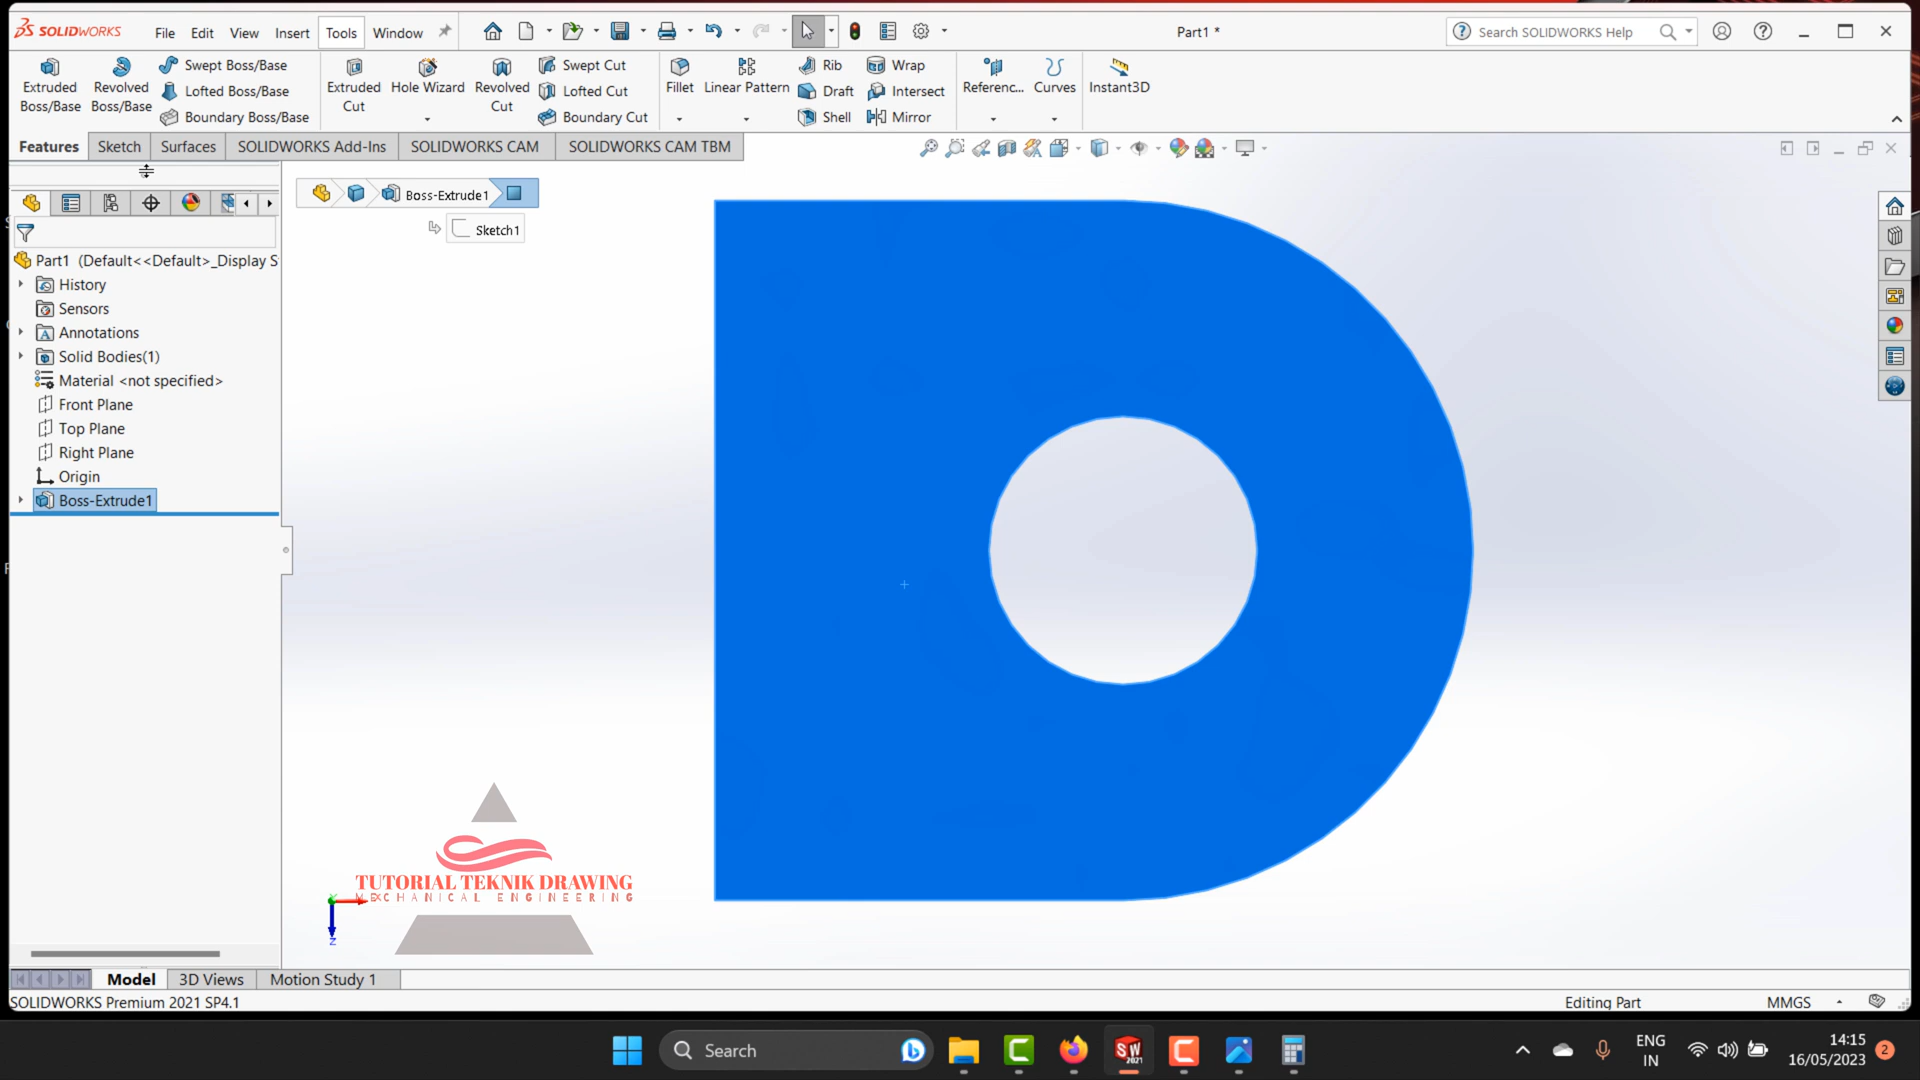 SOLIDWORKS File Edit View Insert Tools Window Part1 * Search SOLIDWORKS Help
Extruded Boss/Base
Revolved Boss/Base
Swept Boss/Base
Lofted Boss/Base
Boundary Boss/Base
Extruded Cut
Hole Wizard
Revolved Cut
Swept Cut
Lofted Cut
Boundary Cut
Fillet
Linear Pattern
Rib
Draft
Shell
Wrap
Intersect
Mirror
Referenc...
Curves
Instant3D
Features Sketch Surfaces SOLIDWORKS Add-Ins SOLIDWORKS CAM SOLIDWORKS CAM TBM
Boss-Extrude1
Sketch1
Part1 (Default<<Default>_Display S
History
Sensors
Annotations
Solid Bodies(1)
Material <not specified>
Front Plane
Top Plane
Right Plane
Origin
Boss-Extrude1
TUTORIAL TEKNIK DRAWING
MECHANICAL ENGINEERING
Z
Model 3D Views Motion Study 1
SOLIDWORKS Premium 2021 SP4.1 Editing Part MMGS
Search
SW
2021
ENG
IN
14:15
16/05/2023
2